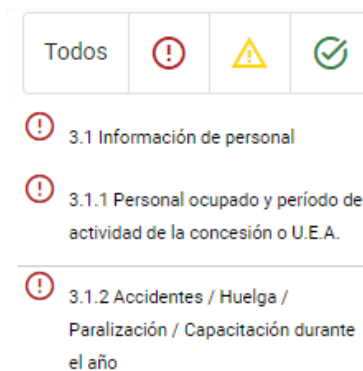 Todos
3.1 Información de personal
3.1.1 Personal ocupado y período de
actividad de la concesión o U.E.A.
3.1.2 Accidentes / Huelga /
Paralización / Capacitación durante
el año